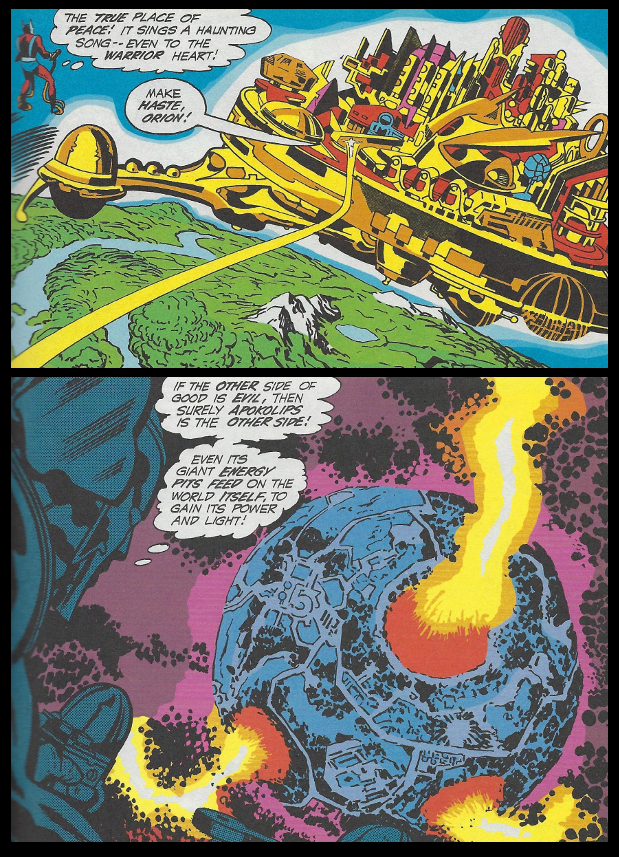 THE TRUE PLACE OF
PEACE! IT SINGS A HAUNTING
SONG-- EVEN TO THE
WARRIOR HEART!
MAKE
HASTE,
ORION!
IF THE OTHER SIDE OF
GOOD IS EVIL, THEN
SURELY APOKOLIPS
IS THE OTHER SIDE!
EVEN ITS
GIANT ENERGY
PITS FEED ON THE
WORLD ITSELF, TO
GAIN ITS POWER
AND LIGHT!